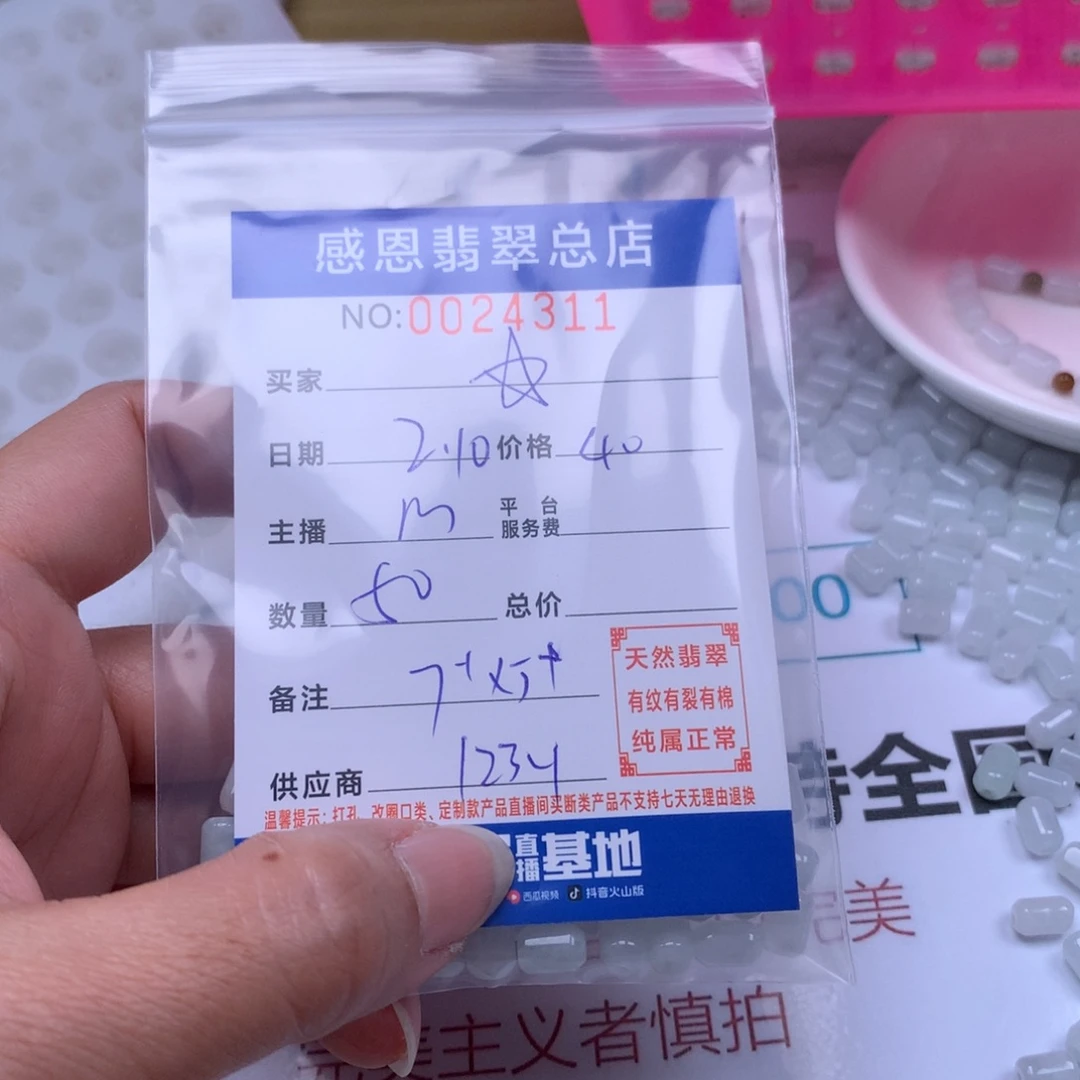 感恩翡翠总店
NO:0024311
买家 ☆
日期 2.10 价格 40
主播 M 平台服务费
数量 50 总价
备注 7+X5+
天然翡翠
有纹有裂有棉
纯属正常
供应商 1234
温馨提示：打孔、改圈口类、定制款产品直播间买断类产品不支持七天无理由退换
直播基地
西瓜视频 抖音火山版
00
全国
美
主义者慎拍